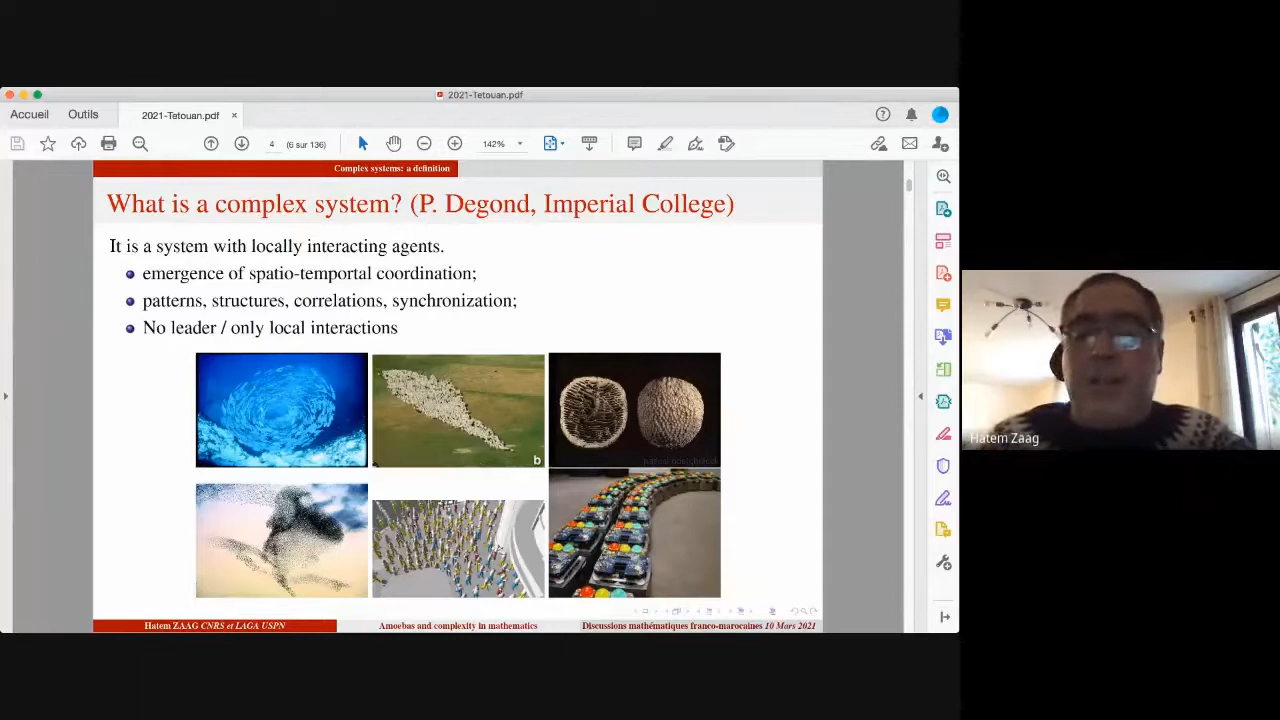 2021-Tetouan.pdf
Accueil
Outils
2021-Tetouan.pdf
4
(6 sur 136)
142%
Complex systems: a definition
What is a complex system? (P. Degond, Imperial College)
It is a system with locally interacting agents.
emergence of spatio-temportal coordination;
patterns, structures, correlations, synchronization;
No leader / only local interactions
b
Hatem Zaag
Hatem ZAAG CNRS et LAGA USPN
Amoebas and complexity in mathematics
Discussions mathématiques franco-marocaines 10 Mars 2021